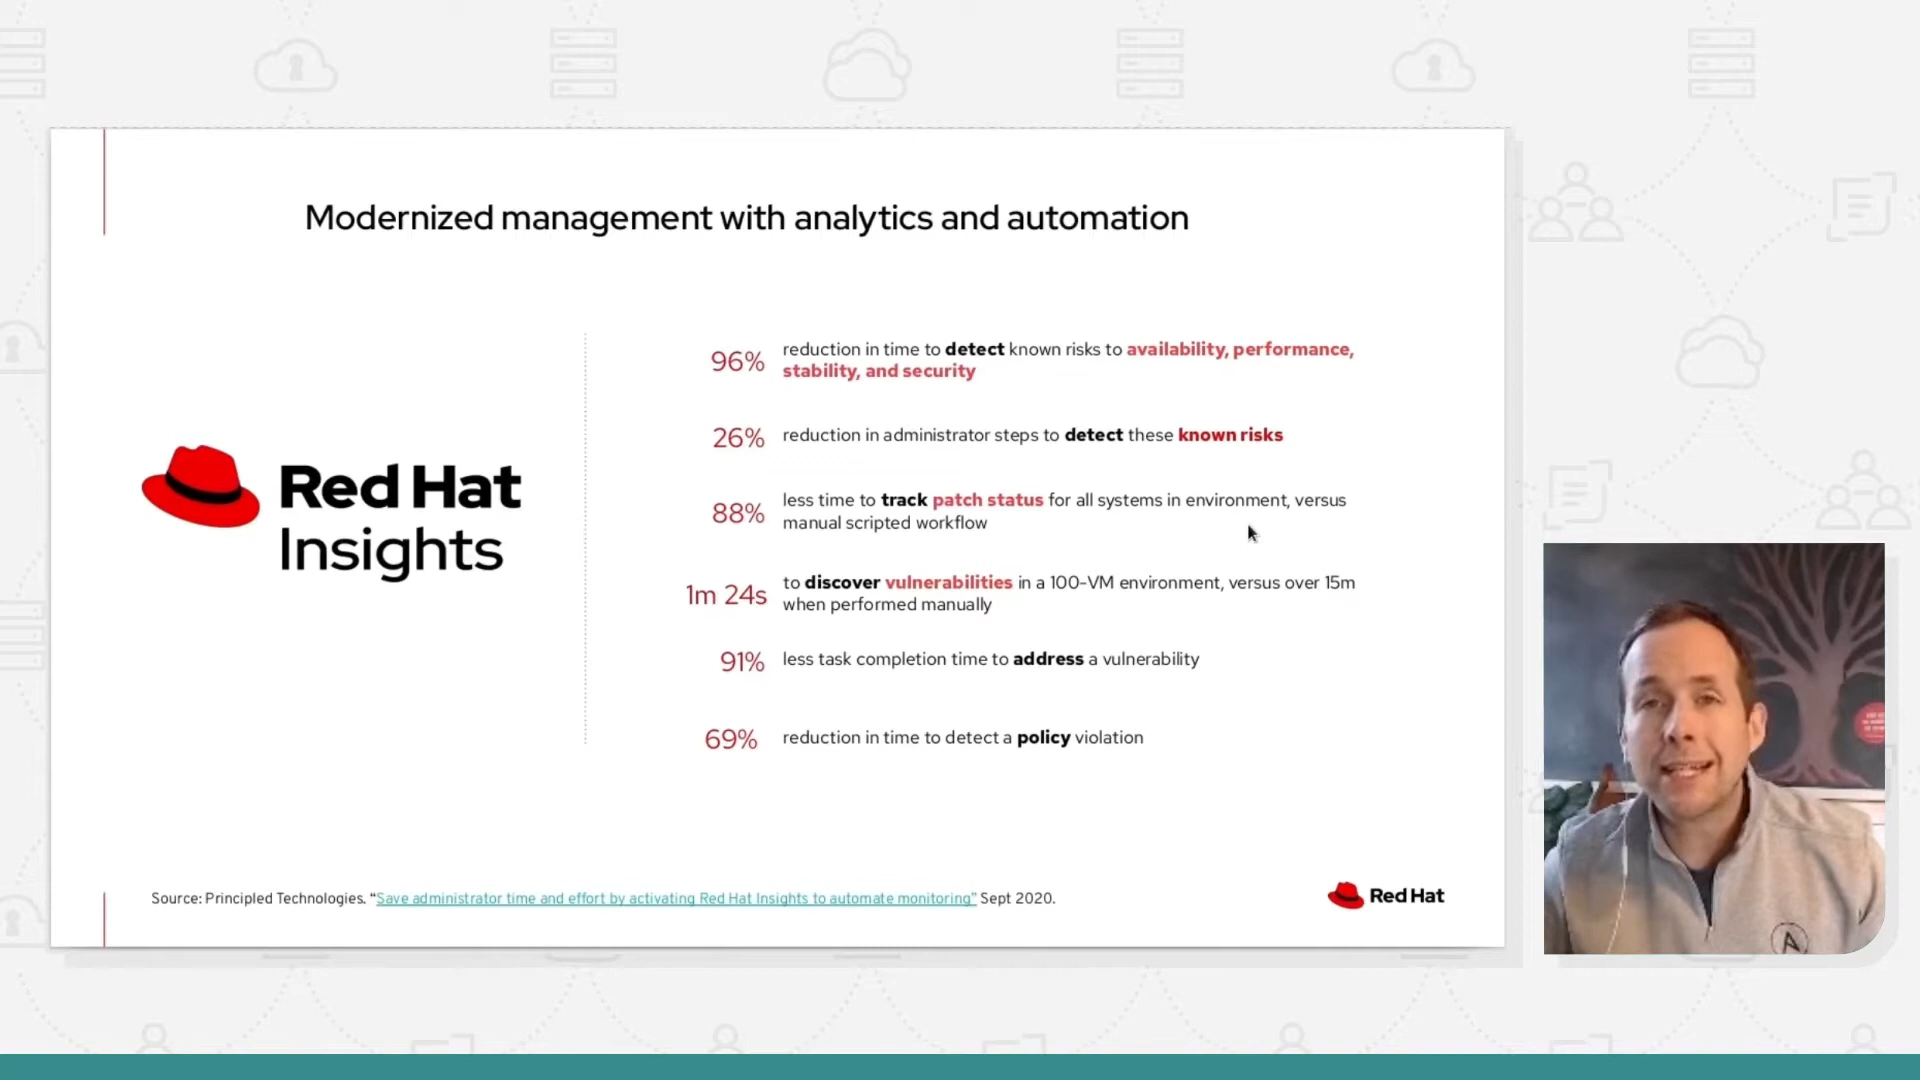 Modernized management with analytics and automation
Red Hat
Insights
96%
reduction in time to detect known risks to availability, performance,
stability, and security
26%
reduction in administrator steps to detect these known risks
88%
less time to track patch status for all systems in environment, versus
manual scripted workflow
1m 24s
to discover vulnerabilities in a 100-VM environment, versus over 15m
when performed manually
91%
less task completion time to address a vulnerability
69%
reduction in time to detect a policy violation
Source: Principled Technologies. “Save administrator time and effort by activating Red Hat Insights to automate monitoring” Sept 2020.
Red Hat